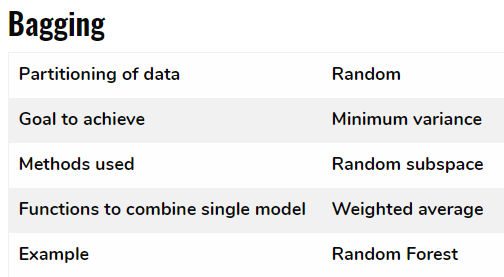 Bagging
Partitioning of data Random
Goal to achieve Minimum variance
Methods used Random subspace
Functions to combine single model Weighted average
Example Random Forest